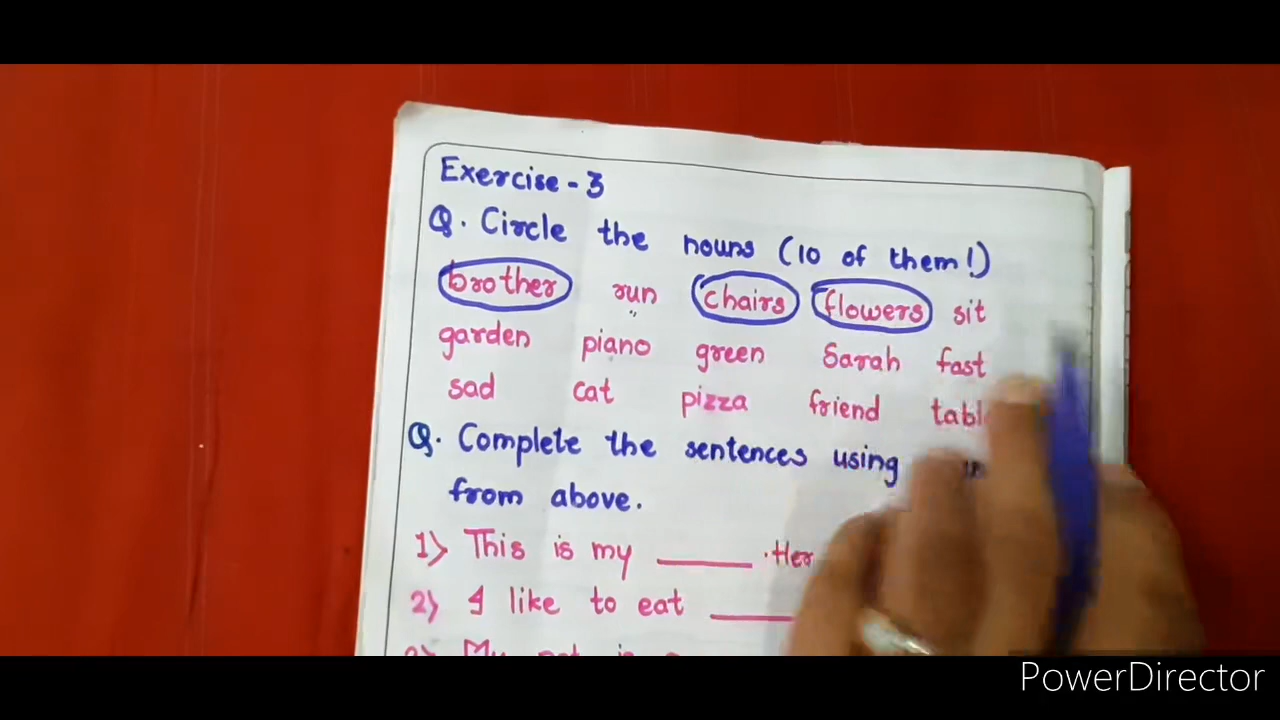 Exercise - 3
Q. Circle the nouns (10 of them!)
brother run chairs flowers sit
garden piano green Sarah fast
sad cat pizza friend
Q. Complete the sentences using
from above.
1) This is my _____. Her
2) I like to eat _____
PowerDirector